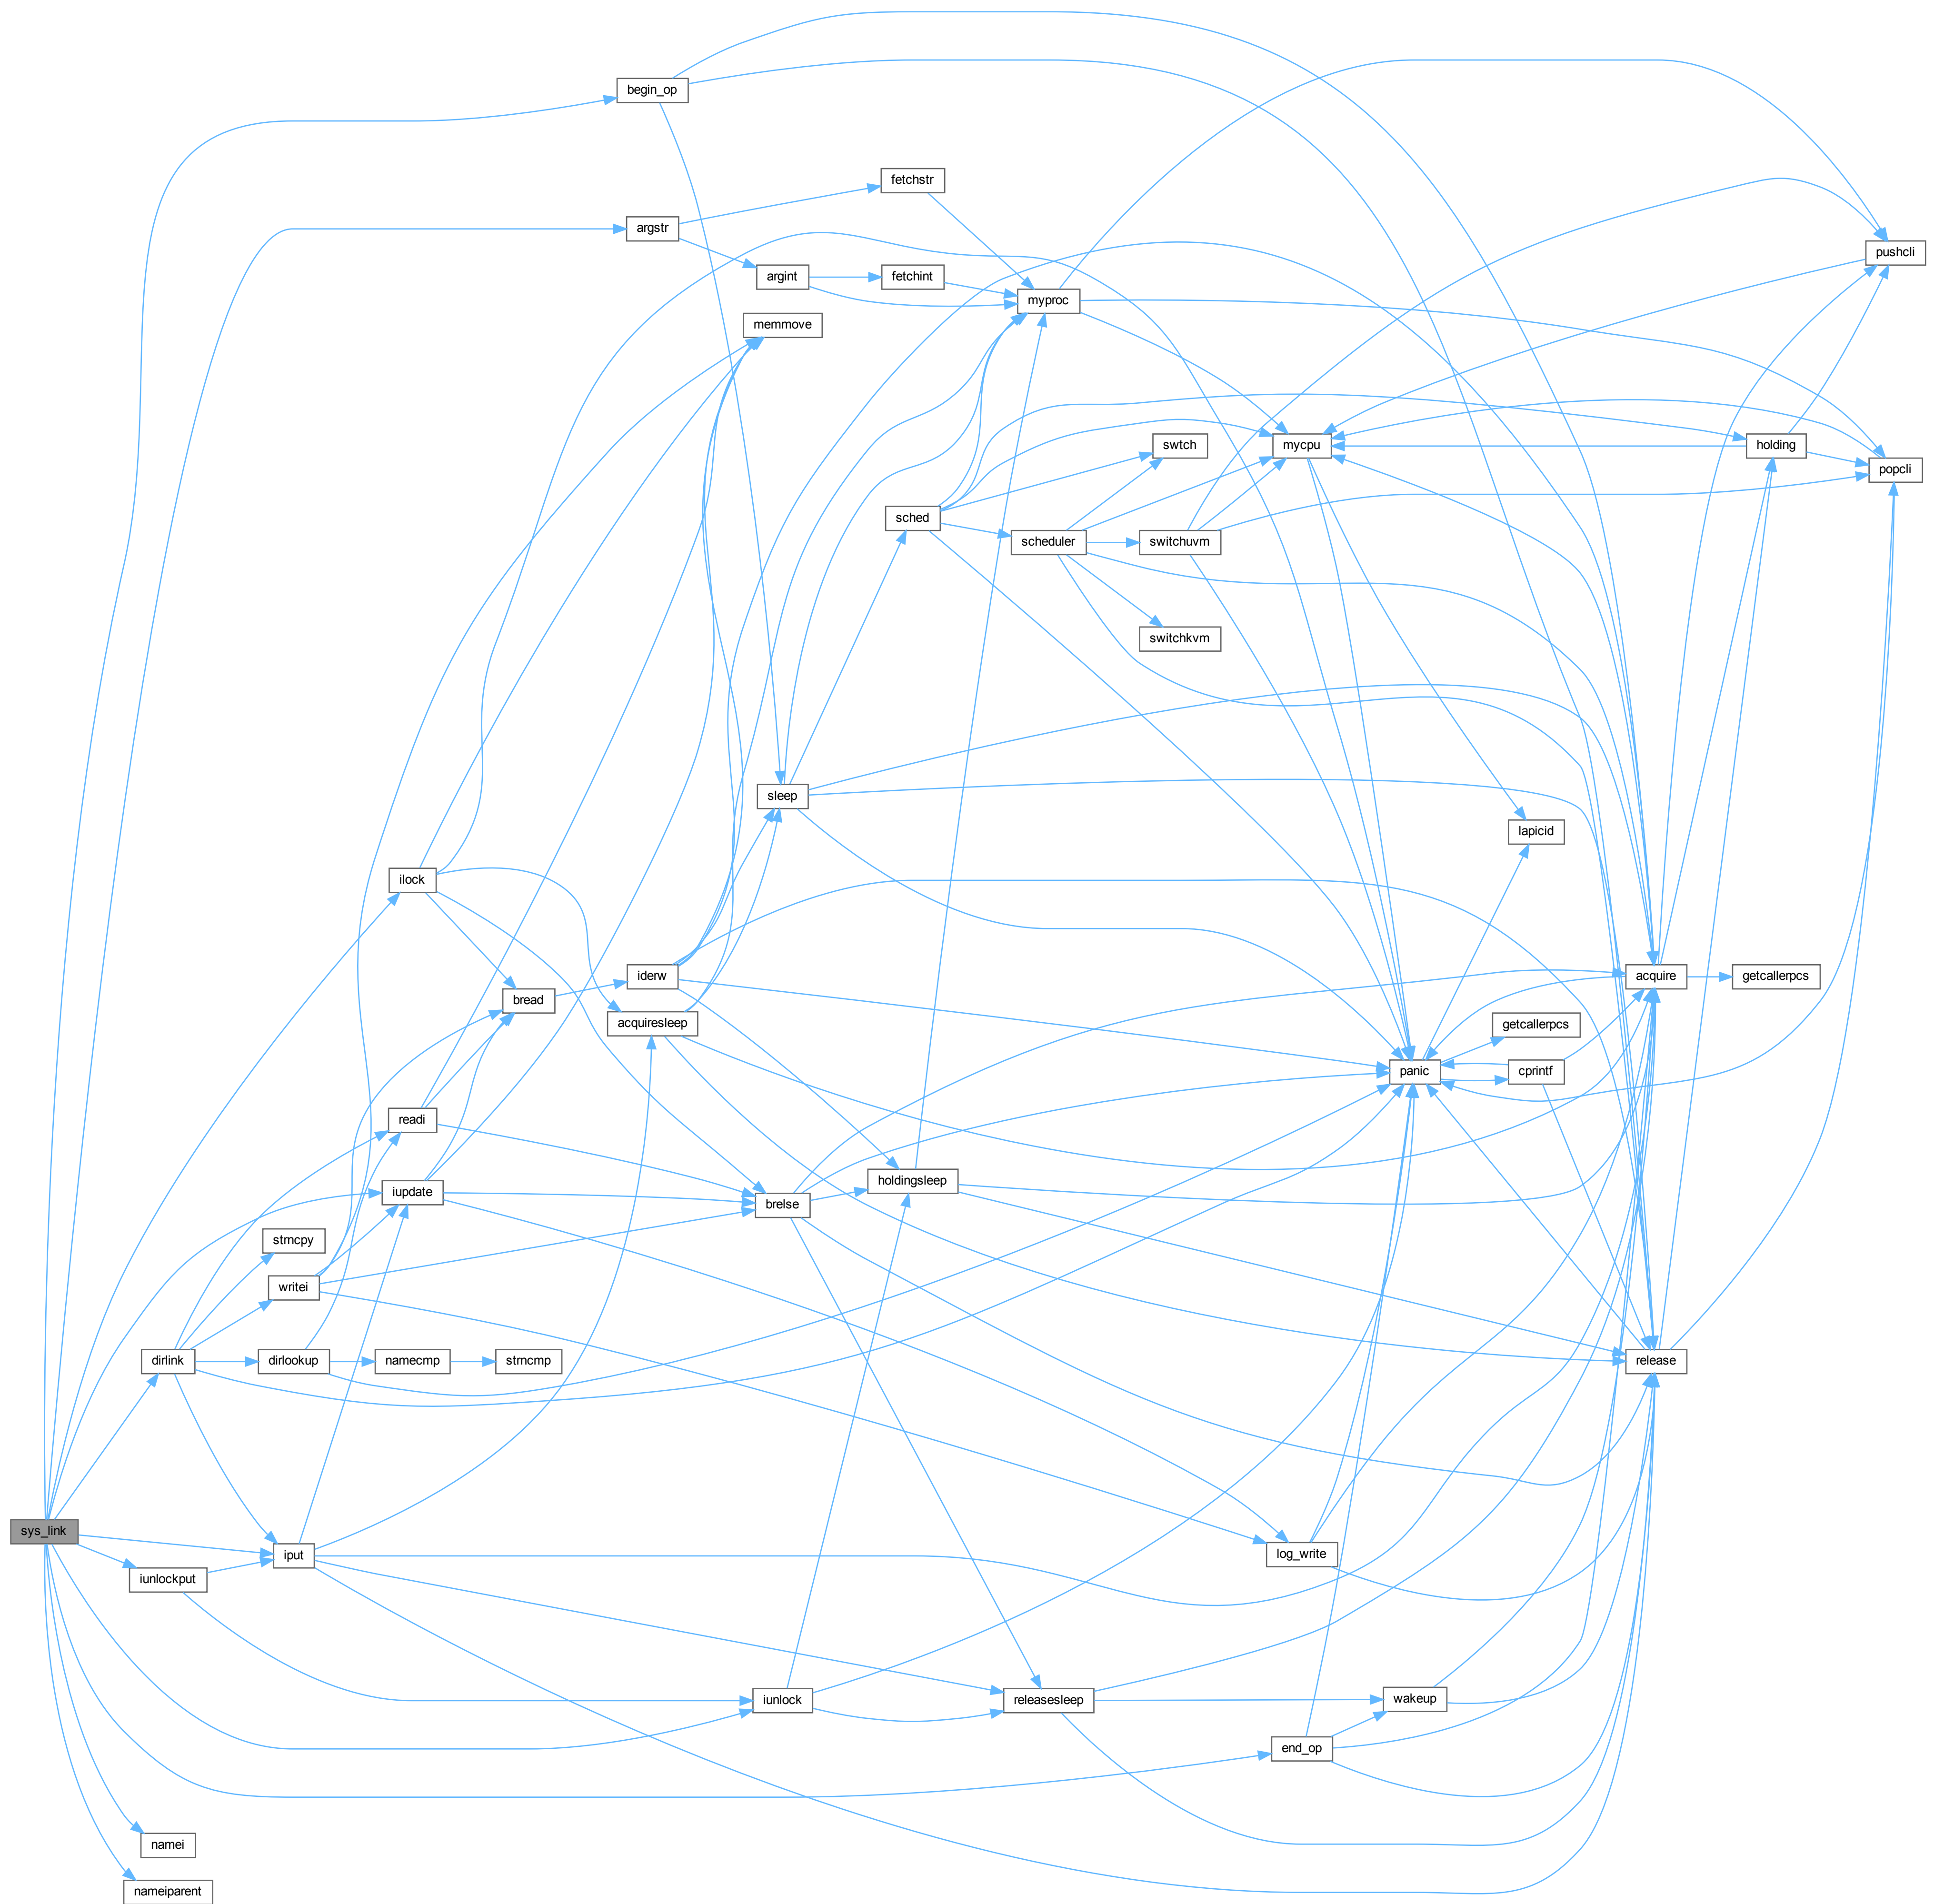 begin_op
fetchstr
argstr
pushcli
argint
fetchint
myproc
memmove
swtch
mycpu
holding
popcli
sched
scheduler
switchuvm
switchkvm
sleep
lapicid
ilock
iderw
acquire
getcallerpcs
bread
acquiresleep
getcallerpcs
panic
cprintf
readi
holdingsleep
iupdate
brelse
strncpy
writei
dirlink
dirlookup
namecmp
strncmp
release
sys_link
iput
log_write
iunlockput
iunlock
releasesleep
wakeup
end_op
namei
nameiparent